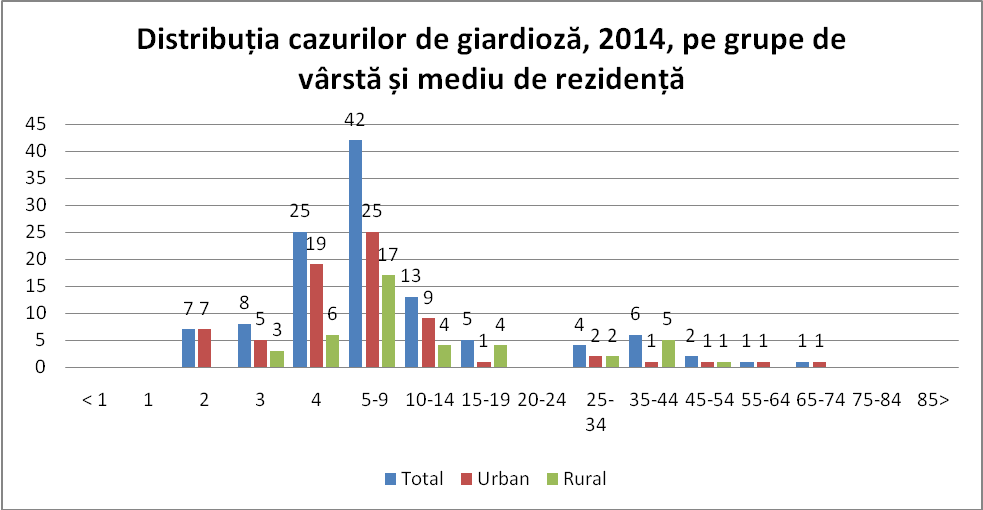 Distribuția cazurilor de giardioză, 2014, pe grupe de
vârstă și mediu de rezidență
45
40
35
30
25
20
15
10
5
0
7 7
8 5 3
25 19 6
42 25 17
13 9 4
5 1 4
4 2 2
6 1 5
2 1 1
1 1
1 1
< 1 1 2 3 4 5-9 10-14 15-19 20-24 25-34 35-44 45-54 55-64 65-74 75-84 85>
Total Urban Rural